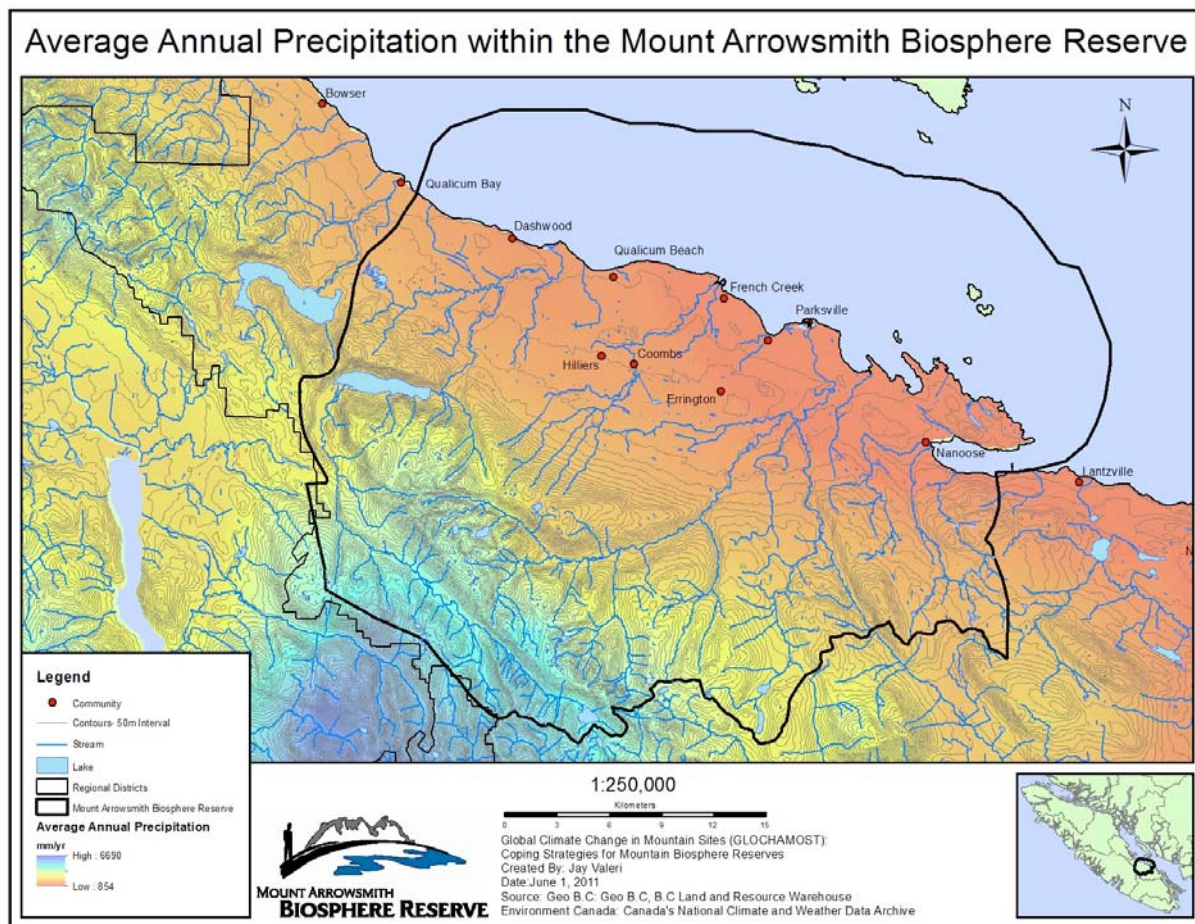 Average Annual Precipitation within the Mount Arrowsmith Biosphere Reserve
Bowser
N
Qualicum Bay
Dashwood
Qualicum Beach
French Creek
Parksville
Hilliers
Coombs
Errington
Nanoose
Lantzville
N
Legend
Community
Contours- 50m Interval
Stream
Lake
Regional Districts
Mount Arrowsmith Biosphere Reserve
Average Annual Precipitation
mm/yr
High : 6690
Low : 854
MOUNT ARROWSMITH
BIOSPHERE RESERVE
1:250,000
Kilometers
0 3 6 9 12 15
Global Climate Change in Mountain Sites (GLOCHAMOST):
Coping Strategies for Mountain Biosphere Reserves
Created By: Jay Valeri
Date:June 1, 2011
Source: Geo B.C: Geo B.C, B.C Land and Resource Warehouse
Environment Canada: Canada's National Climate and Weather Data Archive